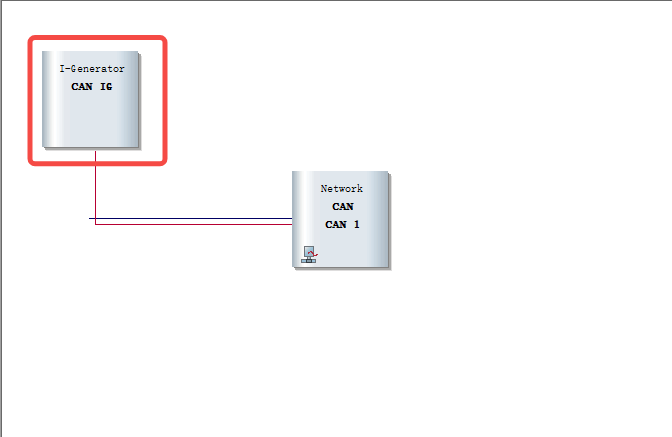 I-Generator
CAN IG
Network
CAN
CAN 1